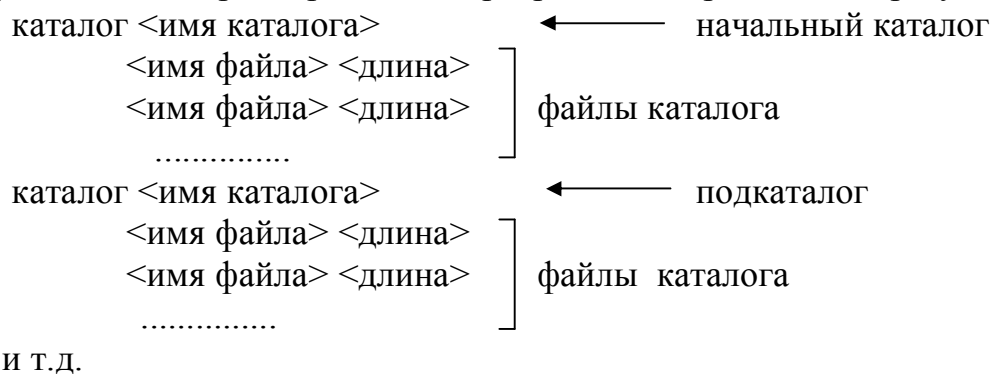 каталог <имя каталога> начальный каталог
<имя файла> <длина>
<имя файла> <длина> файлы каталога
...............
каталог <имя каталога> подкаталог
<имя файла> <длина>
<имя файла> <длина> файлы каталога
...............
и т.д.